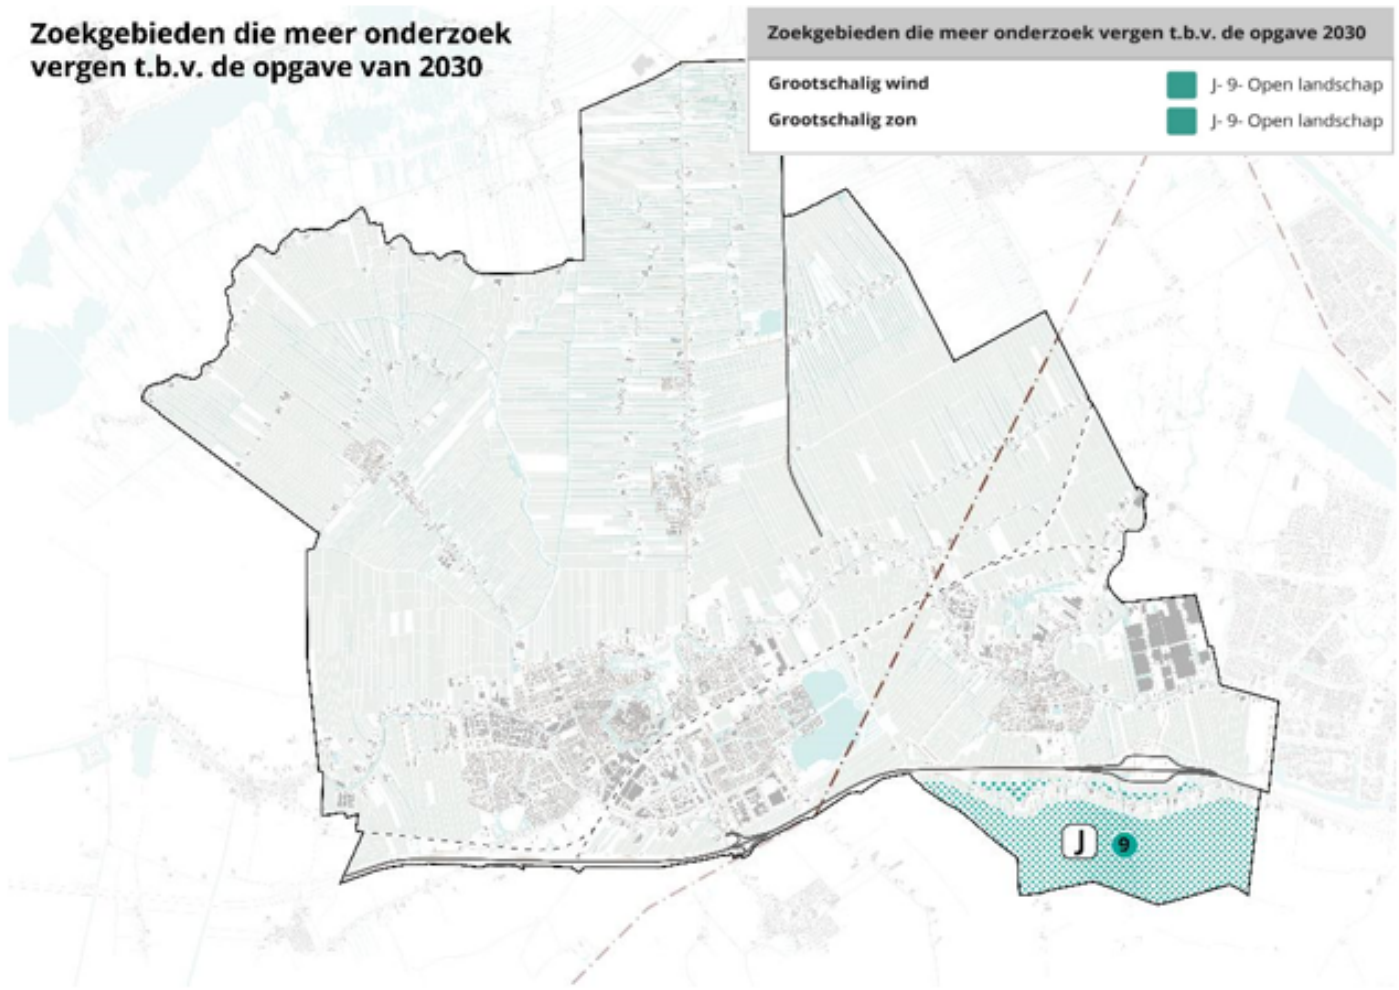 Zoekgebieden die meer onderzoek
vergen t.b.v. de opgave van 2030
Zoekgebieden die meer onderzoek vergen t.b.v. de opgave 2030
Grootschalig wind
J- 9- Open landschap
Grootschalig zon
J- 9- Open landschap
J 9